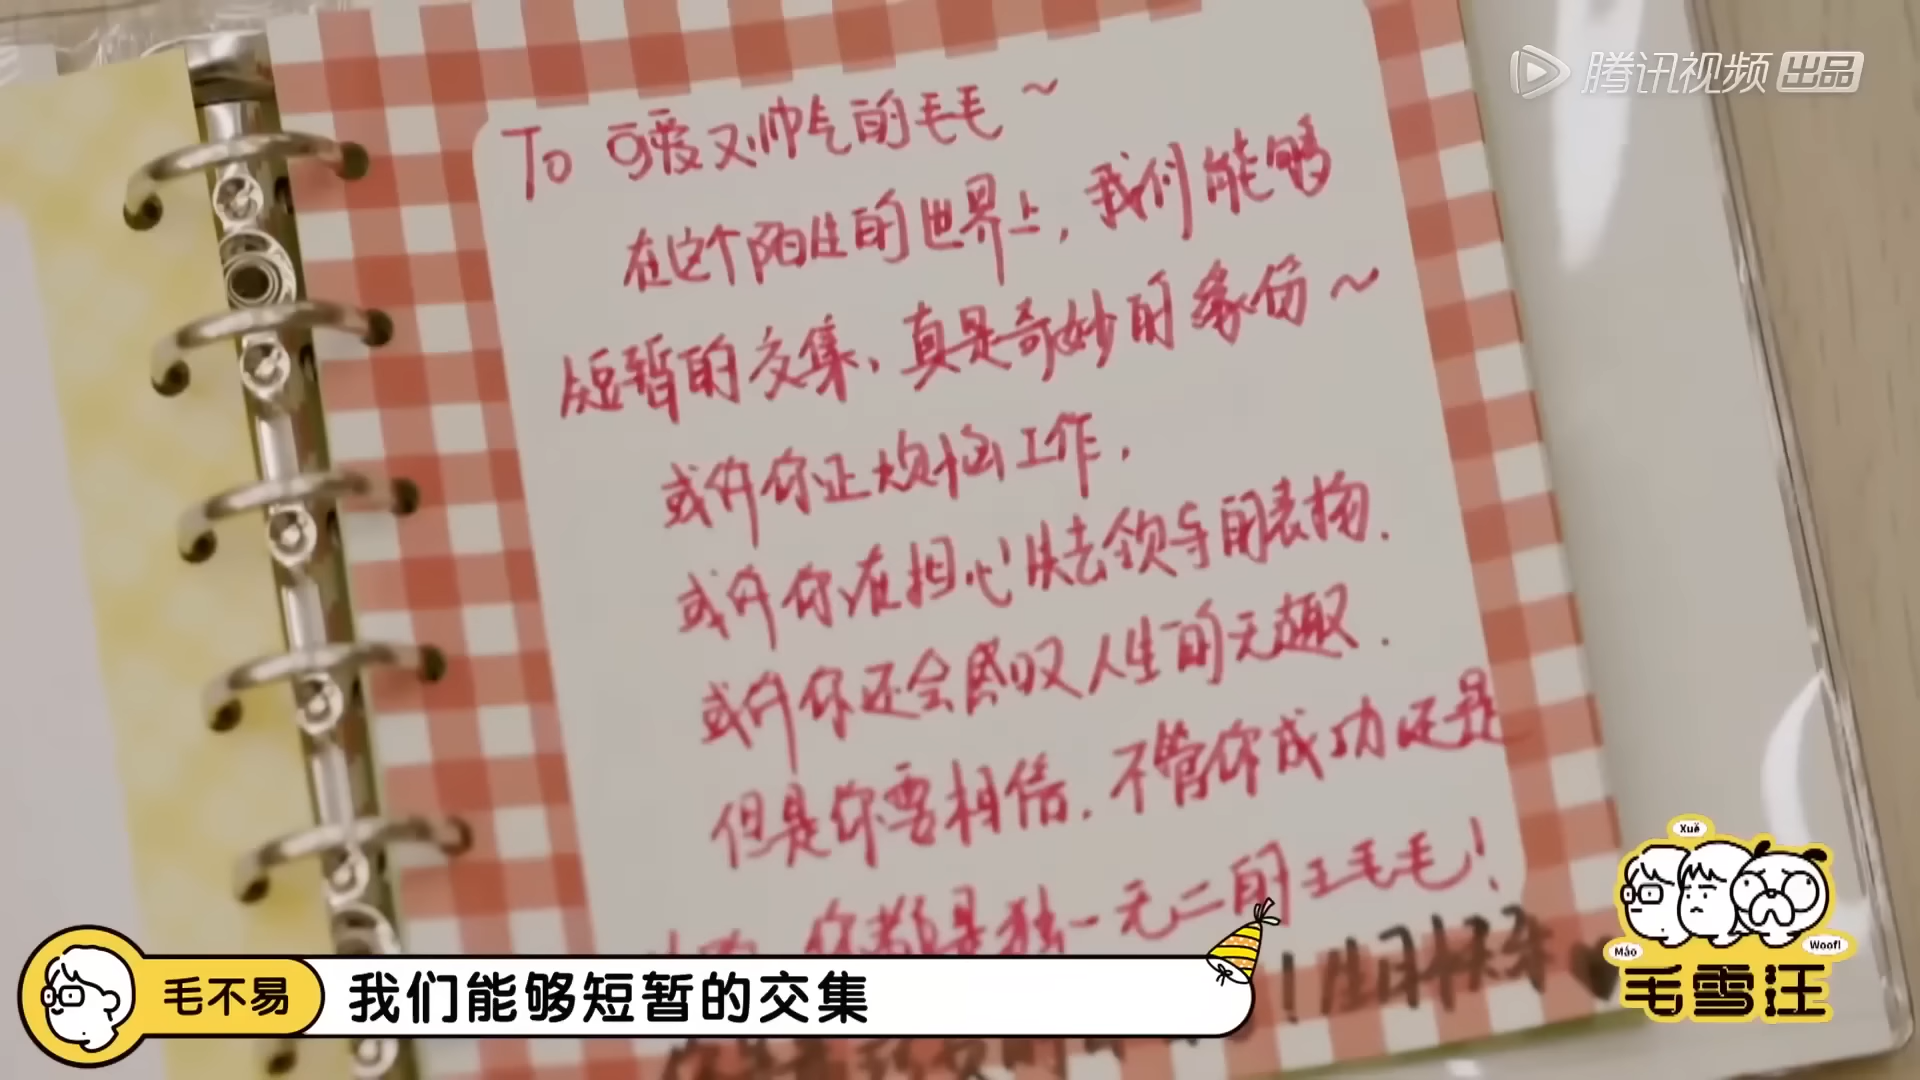 腾讯视频 出品
To 可爱又帅气的毛毛~
在这个陌生的世界上，我们能够
短暂的交集，真是奇妙的缘份~
或许你正烦恼工作，
或许你在担心失去领导的表扬.
或许你还会感叹人生的无趣.
但是你要相信，不管你成功还是
你都是独一无二的王毛毛！
！生日快乐
Xuě
Máo
Woof!
毛雪汪
毛不易
我们能够短暂的交集